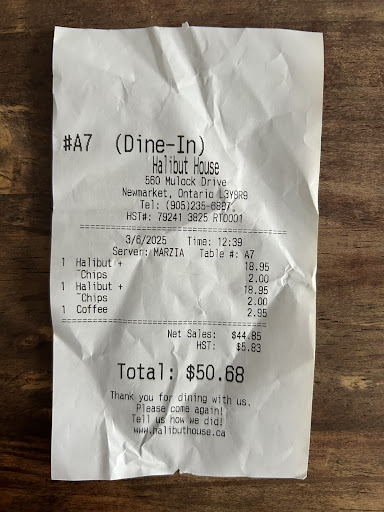 #A7 (Dine-In)
Halibut House
560 Mulock Drive
Newmarket, Ontario L3Y9R9
Tel: (905)235-6697
HST#: 79241 3825 RT0001
3/6/2025 Time: 12:39
Server: MARZIA Table #: A7
1 Halibut + 18.95
~Chips 2.00
1 Halibut + 18.95
~Chips 2.00
1 Coffee 2.95
Net Sales: $44.85
HST: $5.83
Total: $50.68
Thank you for dining with us.
Please come again!
Tell us how we did!
www.halibuthouse.ca